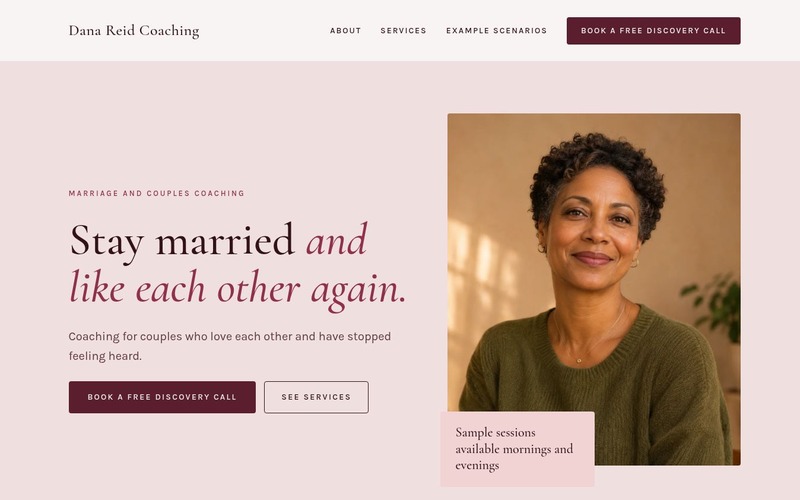 Dana Reid Coaching
ABOUT
SERVICES
EXAMPLE SCENARIOS
BOOK A FREE DISCOVERY CALL
MARRIAGE AND COUPLES COACHING
Stay married and
like each other again.
Coaching for couples who love each other and have stopped
feeling heard.
BOOK A FREE DISCOVERY CALL
SEE SERVICES
Sample sessions
available mornings and
evenings